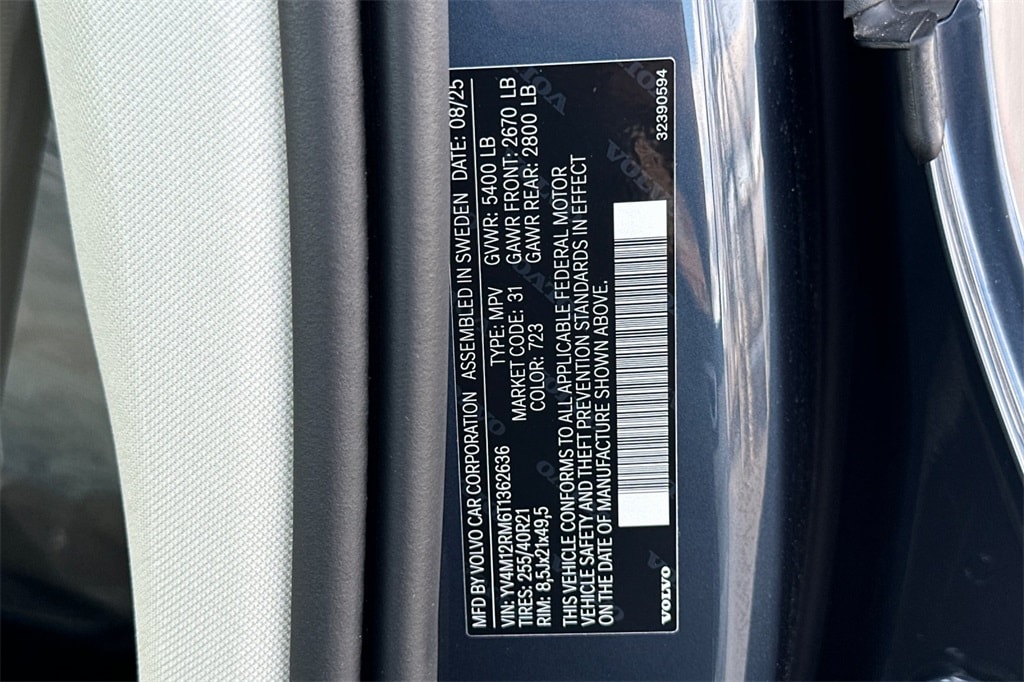 MFD BY VOLVO CAR CORPORATION ASSEMBLED IN SWEDEN DATE: 08/25
VIN: YV4M12RM6T1362636 TYPE: MPV GVWR: 5400 LB
TIRES: 255/40R21 MARKET CODE: 31 GAWR FRONT: 2670 LB
RIM: 8,5Jx21x49,5 COLOR: 723 GAWR REAR: 2800 LB
THIS VEHICLE CONFORMS TO ALL APPLICABLE FEDERAL MOTOR
VEHICLE SAFETY AND THEFT PREVENTION STANDARDS IN EFFECT
ON THE DATE OF MANUFACTURE SHOWN ABOVE.
VOLVO 32390594